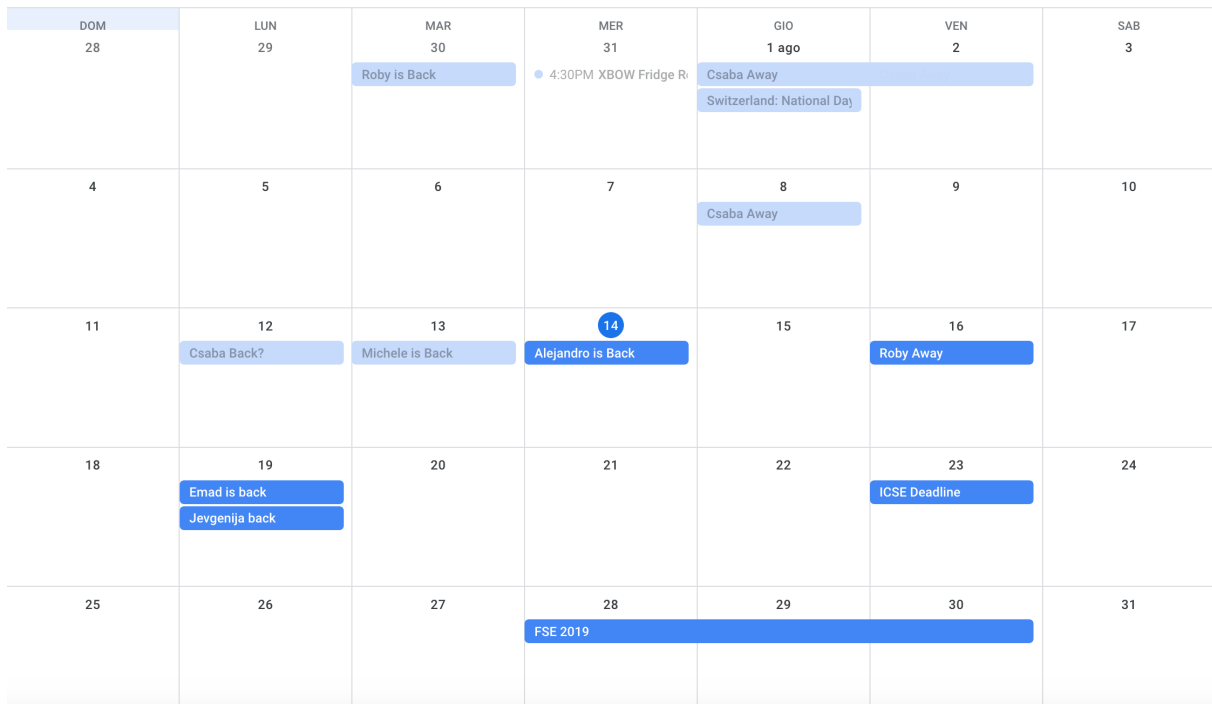 DOM LUN MAR MER GIO VEN SAB
28 29 30 31 1 ago 2 3
Roby is Back
4:30PM XBOW Fridge
Csaba Away
Switzerland: National Day
4 5 6 7 8 9 10
Csaba Away
11 12 13 14 15 16 17
Csaba Back?
Michele is Back
Alejandro is Back
Roby Away
18 19 20 21 22 23 24
Emad is back
Jevgenija back
ICSE Deadline
25 26 27 28 29 30 31
FSE 2019